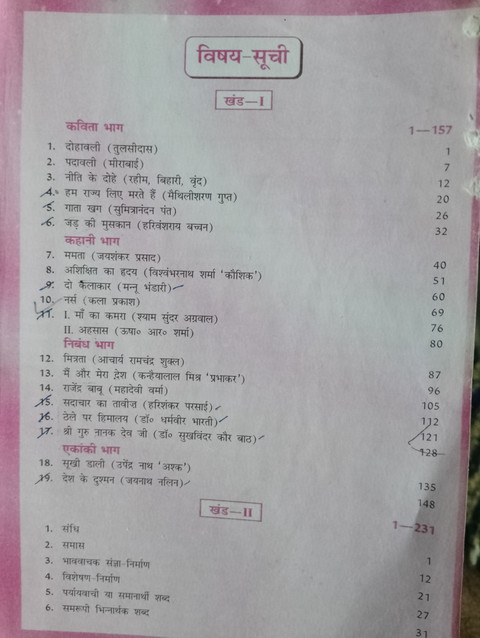 विषय-सूची
खंड—I
कविता भाग 1—157
1. दोहावली (तुलसीदास) 1
2. पदावली (मीराबाई) 7
3. नीति के दोहे (रहीम, बिहारी, वृंद) 12
4. हम राज्य लिए मरते हैं (मैथिलीशरण गुप्त) 20
5. गाता खग (सुमित्रानंदन पंत) 26
6. जड़ की मुसकान (हरिवंशराय बच्चन) 32
कहानी भाग
7. ममता (जयशंकर प्रसाद) 40
8. अशिक्षित का हृदय (विश्वंभरनाथ शर्मा 'कौशिक') 51
9. दो कलाकार (मन्नू भंडारी) 60
10. नर्स (कला प्रकाश) 69
11. I. माँ का कमरा (श्याम सुंदर अग्रवाल) 76
II. अहसास (ऊषा० आर० शर्मा) 80
निबंध भाग
12. मित्रता (आचार्य रामचंद्र शुक्ल) 87
13. मैं और मेरा देश (कन्हैयालाल मिश्र 'प्रभाकर') 96
14. राजेंद्र बाबू (महादेवी वर्मा) 105
15. सदाचार का तावीज़ (हरिशंकर परसाई) 112
16. ठेले पर हिमालय (डॉ० धर्मवीर भारती) 121
17. श्री गुरु नानक देव जी (डॉ० सुखविंदर कौर बाठ) 128
एकांकी भाग
18. सूखी डाली (उपेंद्र नाथ 'अश्क') 135
19. देश के दुश्मन (जयनाथ नलिन) 148
खंड—II
1—231
1. संधि 1
2. समास 12
3. भाववाचक संज्ञा-निर्माण 21
4. विशेषण-निर्माण 27
5. पर्यायवाची या समानार्थी शब्द 31
6. समरूपी भिन्नार्थक शब्द